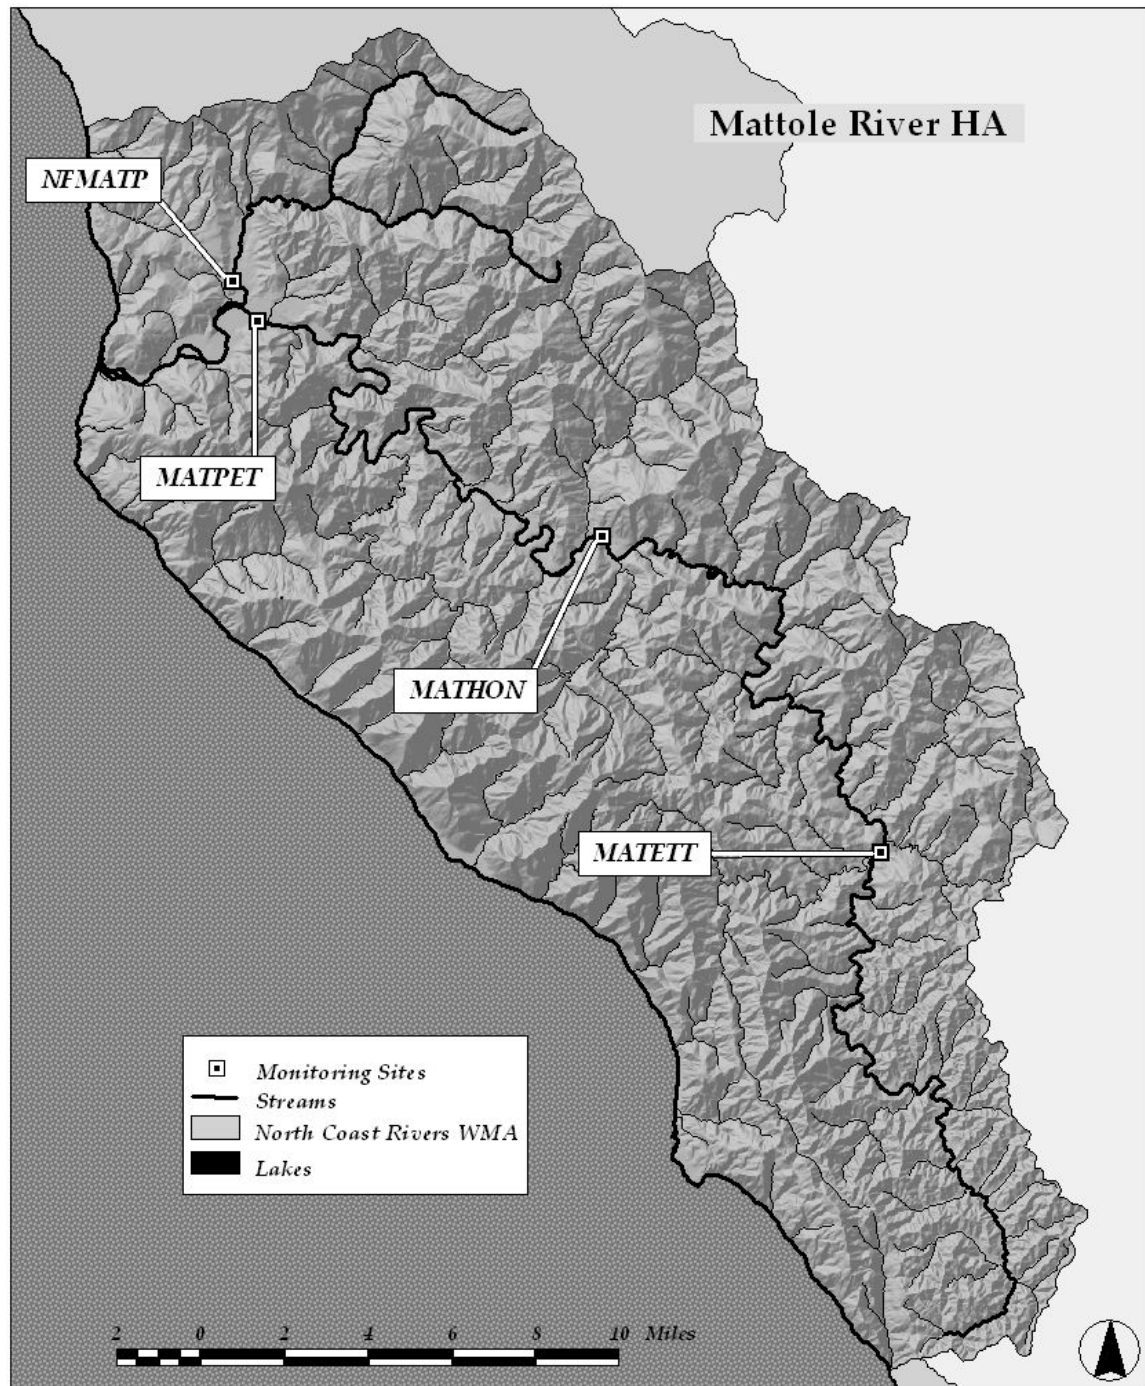 Mattole River HA
NFMATP
MATPET
MATHON
MATETT
Monitoring Sites
Streams
North Coast Rivers WMA
Lakes
2 0 2 4 6 8 10 Miles